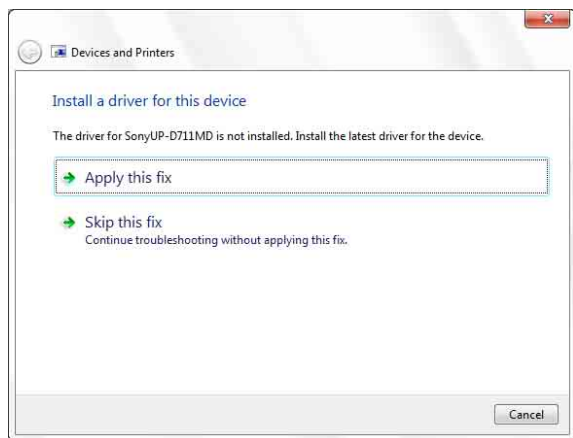 Devices and Printers
Install a driver for this device
The driver for SonyUP-D711MD is not installed. Install the latest driver for the device.
Apply this fix
Skip this fix
Continue troubleshooting without applying this fix.
Cancel